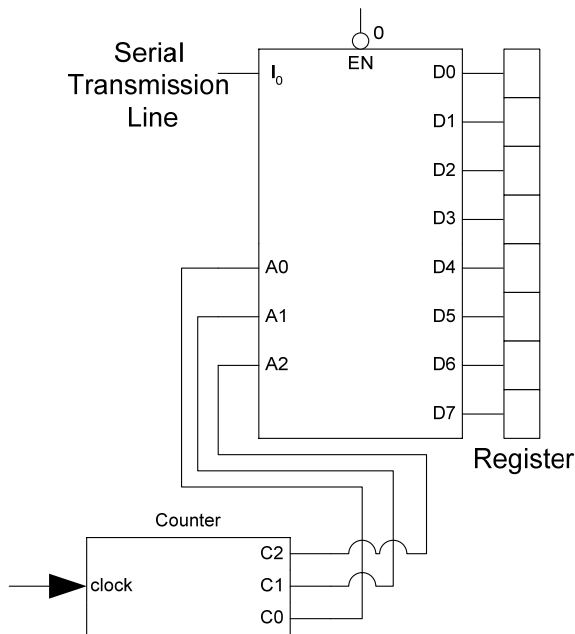 0
EN
Serial
Transmission
Line
I0
D0
D1
D2
D3
A0
D4
A1
D5
A2
D6
D7
Register
Counter
C2
clock
C1
C0